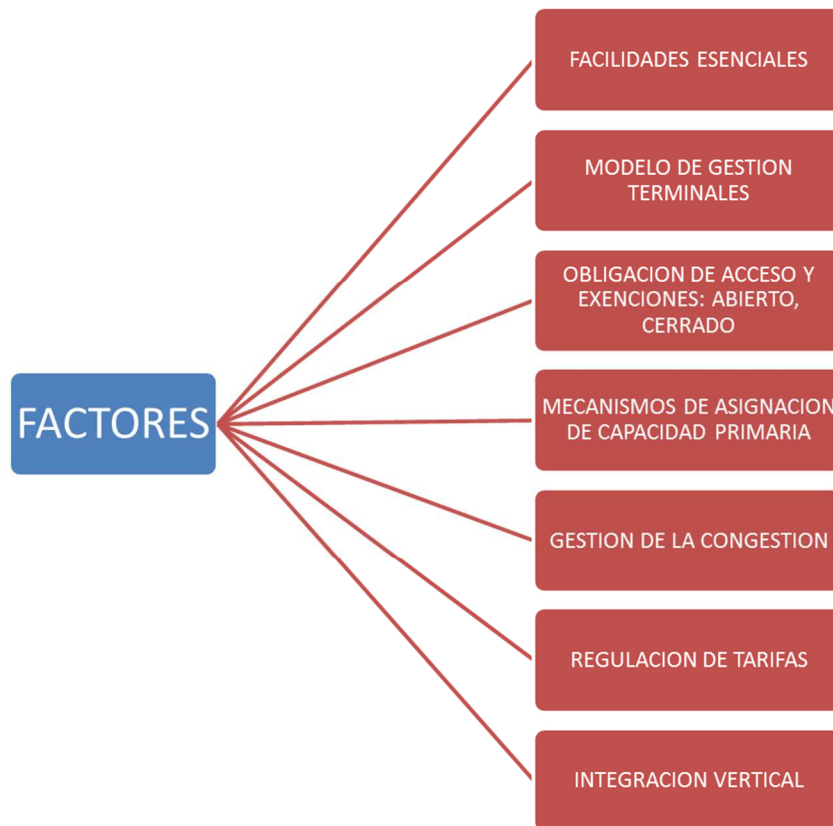 FACILIDADES ESENCIALES
MODELO DE GESTION
TERMINALES
OBLIGACION DE ACCESO Y
EXENCIONES: ABIERTO,
CERRADO
FACTORES
MECANISMOS DE ASIGNACION
DE CAPACIDAD PRIMARIA
GESTION DE LA CONGESTION
REGULACION DE TARIFAS
INTEGRACION VERTICAL